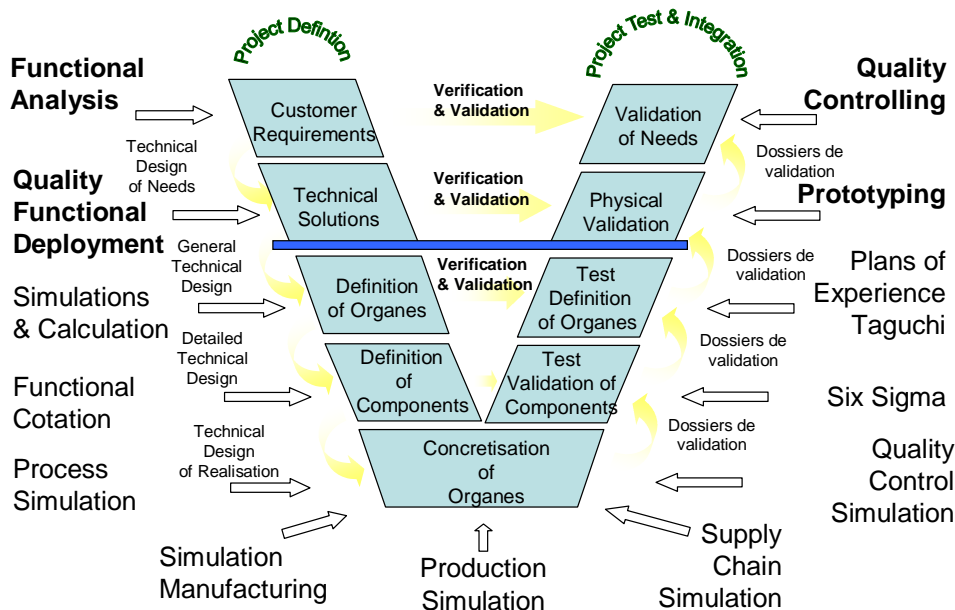 Project Defintion
Project Test & Integration
Functional
Analysis
Customer
Requirements
Verification
& Validation
Validation
of Needs
Quality
Controlling
Technical
Design
of Needs
Dossiers de
validation
Quality
Functional
Deployment
Technical
Solutions
Verification
& Validation
Physical
Validation
Prototyping
General
Technical
Design
Verification
& Validation
Dossiers de
validation
Simulations
& Calculation
Definition
of Organes
Test
Definition
of Organes
Plans of
Experience
Taguchi
Detailed
Technical
Design
Dossiers de
validation
Functional
Cotation
Definition
of
Components
Test
Validation of
Components
Six Sigma
Technical
Design
of Realisation
Dossiers de
validation
Process
Simulation
Concretisation
of
Organes
Quality
Control
Simulation
Simulation
Manufacturing
Production
Simulation
Supply
Chain
Simulation